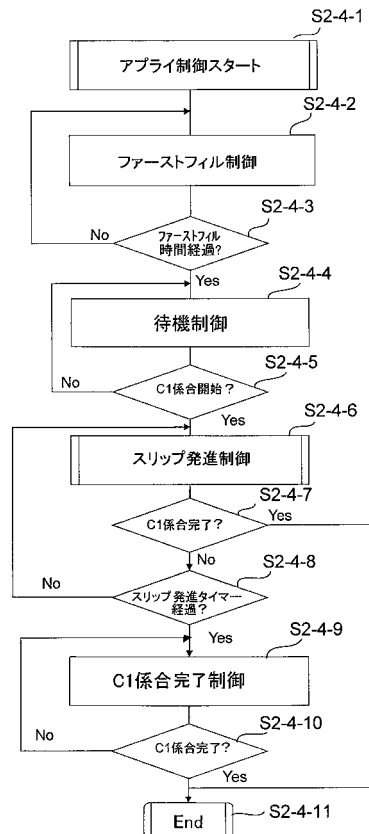 S2-4-1
アプライ制御スタート
S2-4-2
ファーストフィル制御
S2-4-3
ファーストフィル
時間経過?
No
Yes
S2-4-4
待機制御
S2-4-5
C1係合開始?
No
Yes
S2-4-6
スリップ発進制御
S2-4-7
C1係合完了?
Yes
No
S2-4-8
スリップ発進タイマー
経過?
No
Yes
S2-4-9
C1係合完了制御
S2-4-10
C1係合完了?
No
Yes
End
S2-4-11